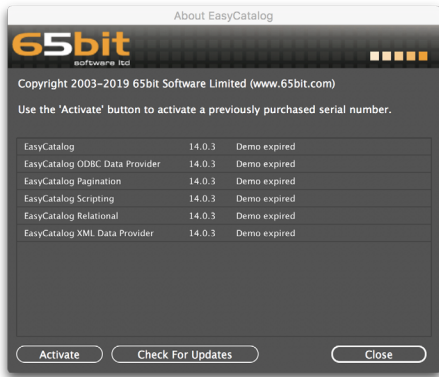 About EasyCatalog
65bit
software ltd
Copyright 2003-2019 65bit Software Limited (www.65bit.com)
Use the 'Activate' button to activate a previously purchased serial number.
EasyCatalog 14.0.3 Demo expired
EasyCatalog ODBC Data Provider 14.0.3 Demo expired
EasyCatalog Pagination 14.0.3 Demo expired
EasyCatalog Scripting 14.0.3 Demo expired
EasyCatalog Relational 14.0.3 Demo expired
EasyCatalog XML Data Provider 14.0.3 Demo expired
Activate Check For Updates Close